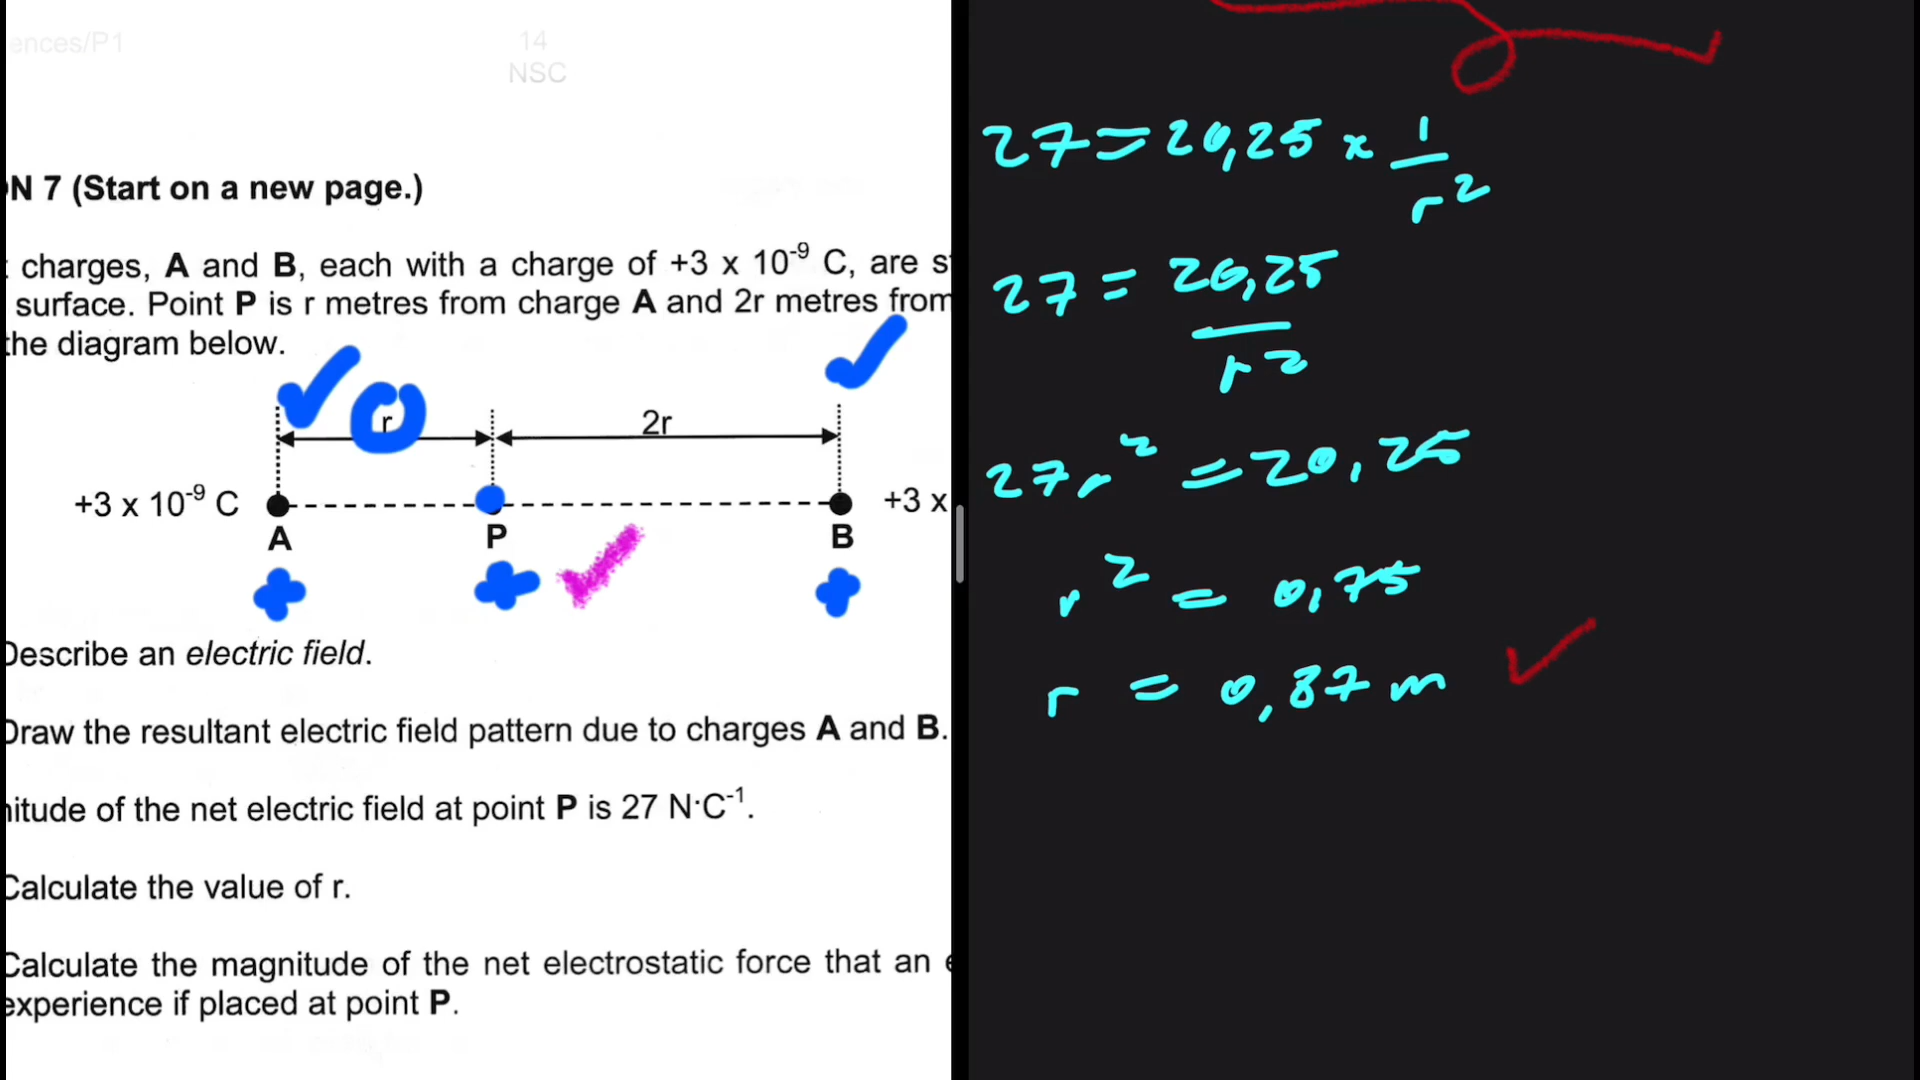 ences/P1
14
NSC
N 7 (Start on a new page.)
charges, A and B, each with a charge of +3 x 10⁻⁹ C, are s
surface. Point P is r metres from charge A and 2r metres from
the diagram below.
r
2r
+3 x 10⁻⁹ C
+3 x
A
P
B
+ + +
Describe an electric field.
Draw the resultant electric field pattern due to charges A and B.
nitude of the net electric field at point P is 27 N·C⁻¹.
Calculate the value of r.
Calculate the magnitude of the net electrostatic force that an e
experience if placed at point P.
27 = 20,25 x 1/r²
27 = 20,25/r²
27r² = 20,25
r² = 0,75
r = 0,87 m